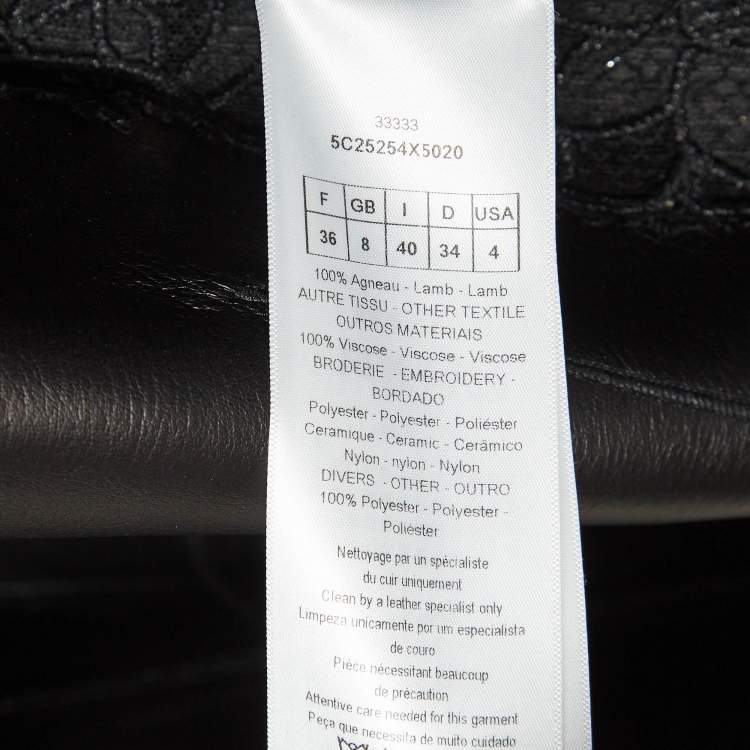 33333
5C25254X5020
F GB I D USA
36 8 40 34 4
100% Agneau - Lamb - Lamb
AUTRE TISSU - OTHER TEXTILE
OUTROS MATERIAIS
100% Viscose - Viscose - Viscose
BRODERIE - EMBROIDERY -
BORDADO
Polyester - Polyester - Poliéster
Ceramique - Ceramic - Cerâmico
Nylon - nylon - Nylon
DIVERS - OTHER - OUTRO
100% Polyester - Polyester -
Poliéster
Nettoyage par un spécialiste
du cuir uniquement
Clean by a leather specialist only
Limpeza unicamente por um especialista
de couro
Pièce nécessitant beaucoup
de précaution
Attentive care needed for this garment
Peça que necessita de muito cuidado